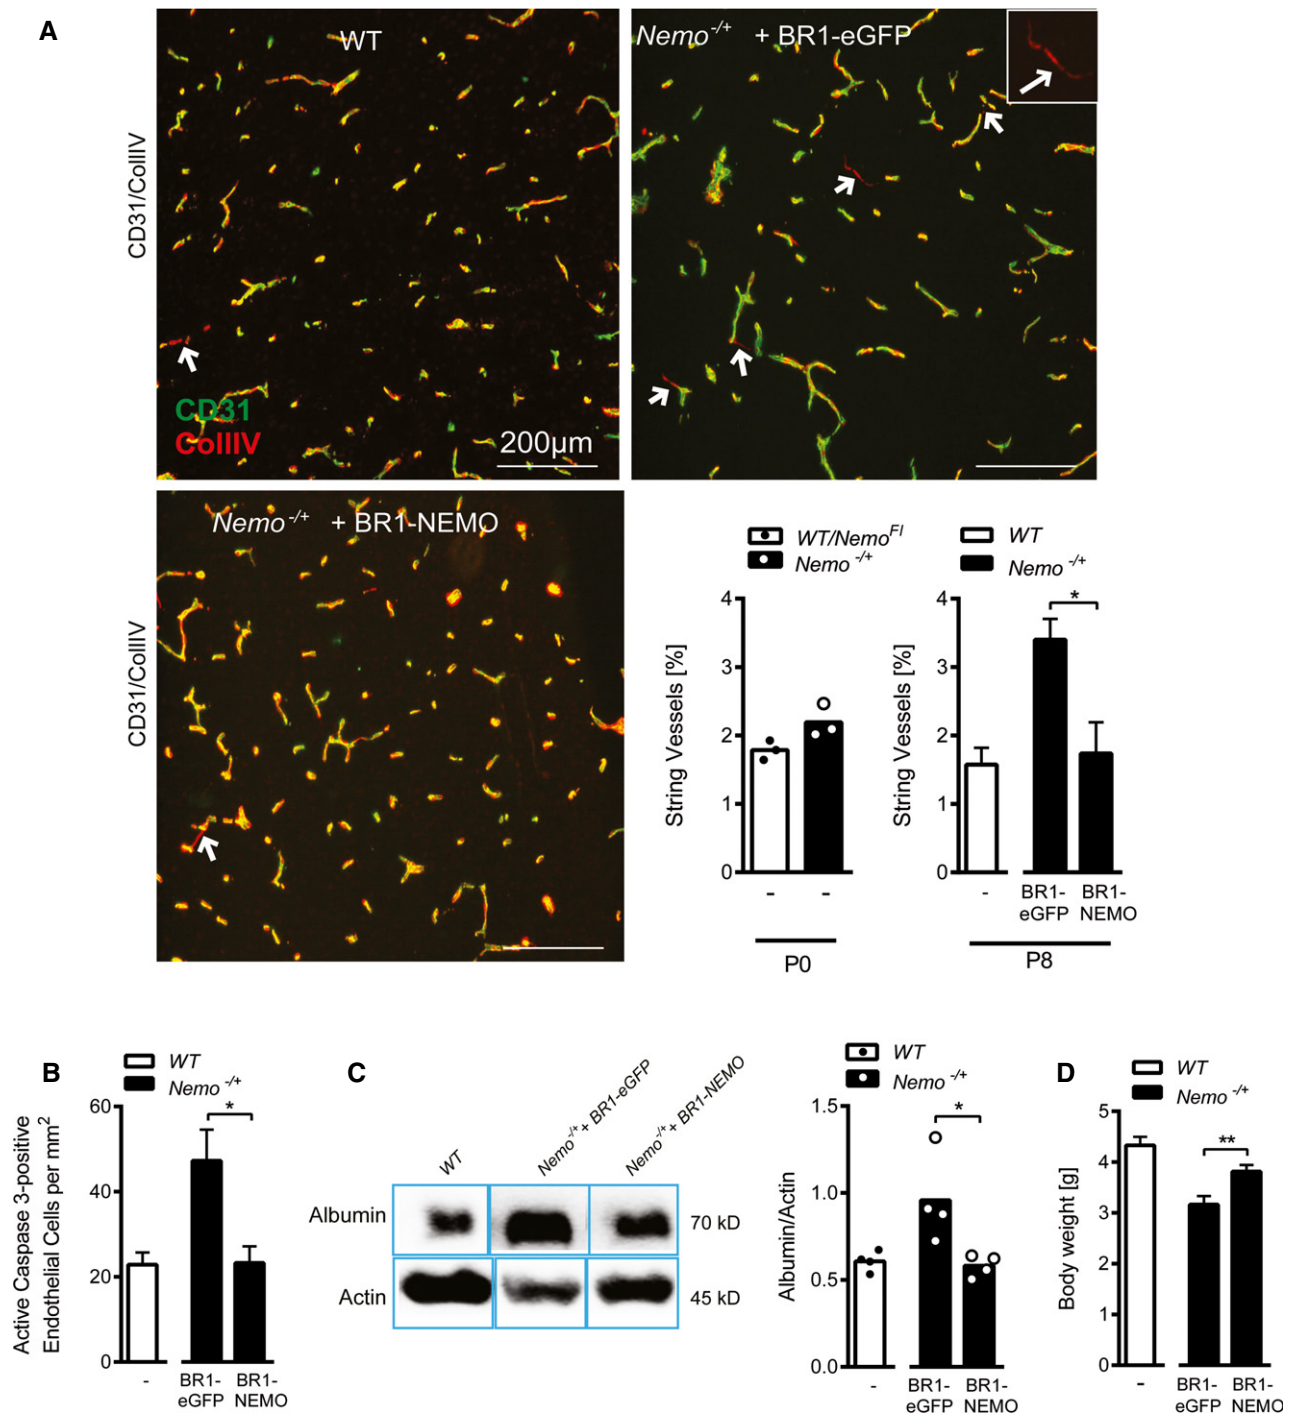 A
WT
Nemo -/+ + BR1-eGFP
CD31/CollIV
CD31
CollIV
200µm
Nemo -/+ + BR1-NEMO
CD31/CollIV
WT/Nemo Fl
Nemo -/+
String Vessels [%]
4
3
2
1
0
- -
P0
WT
Nemo -/+
String Vessels [%]
4
3
2
1
0
*
- BR1-eGFP BR1-NEMO
P8
B
WT
Nemo -/+
Active Caspase 3-positive
Endothelial Cells per mm2
60
40
20
0
*
- BR1-eGFP BR1-NEMO
C
WT
Nemo -/+ + BR1-eGFP
Nemo -/+ + BR1-NEMO
Albumin
70 kD
Actin
45 kD
WT
Nemo -/+
Albumin/Actin
1.5
1.0
0.5
0.0
*
- BR1-eGFP BR1-NEMO
D
WT
Nemo -/+
Body weight [g]
5
4
3
2
1
0
**
- BR1-eGFP BR1-NEMO